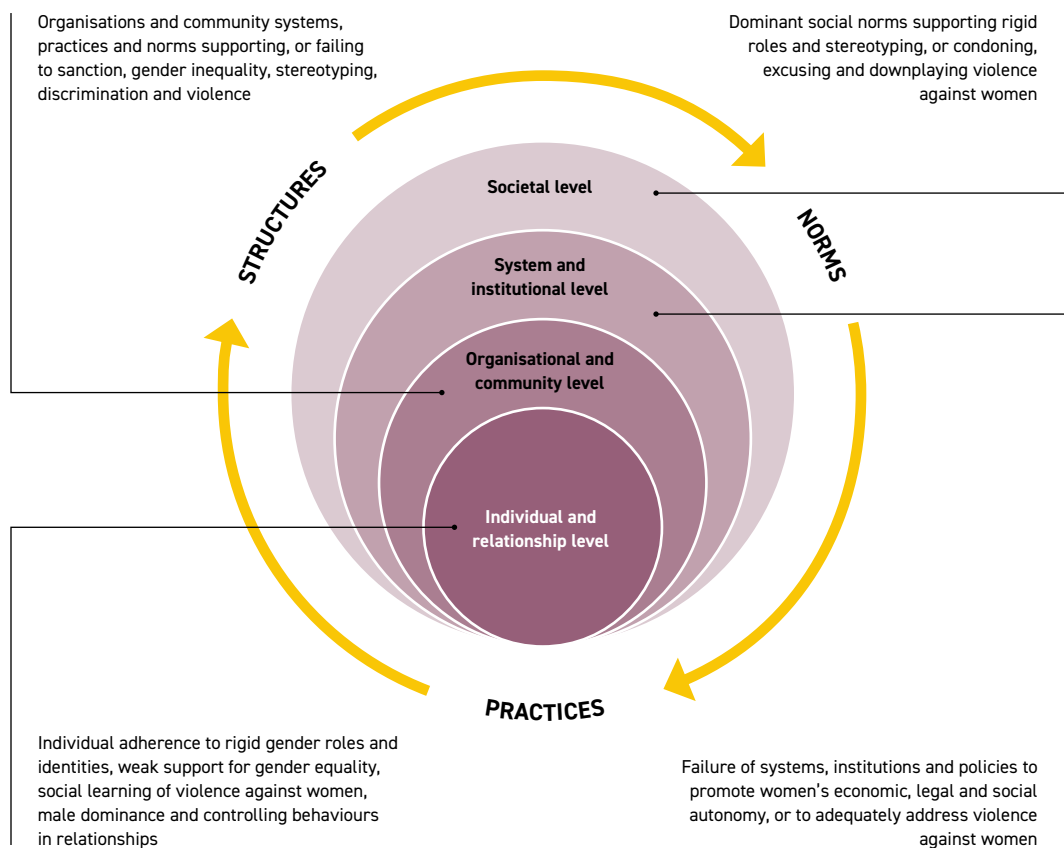 Organisations and community systems,
practices and norms supporting, or failing
to sanction, gender inequality, stereotyping,
discrimination and violence
Dominant social norms supporting rigid
roles and stereotyping, or condoning,
excusing and downplaying violence
against women
STRUCTURES
NORMS
PRACTICES
Societal level
System and
institutional level
Organisational and
community level
Individual and
relationship level
Individual adherence to rigid gender roles and
identities, weak support for gender equality,
social learning of violence against women,
male dominance and controlling behaviours
in relationships
Failure of systems, institutions and policies to
promote women’s economic, legal and social
autonomy, or to adequately address violence
against women